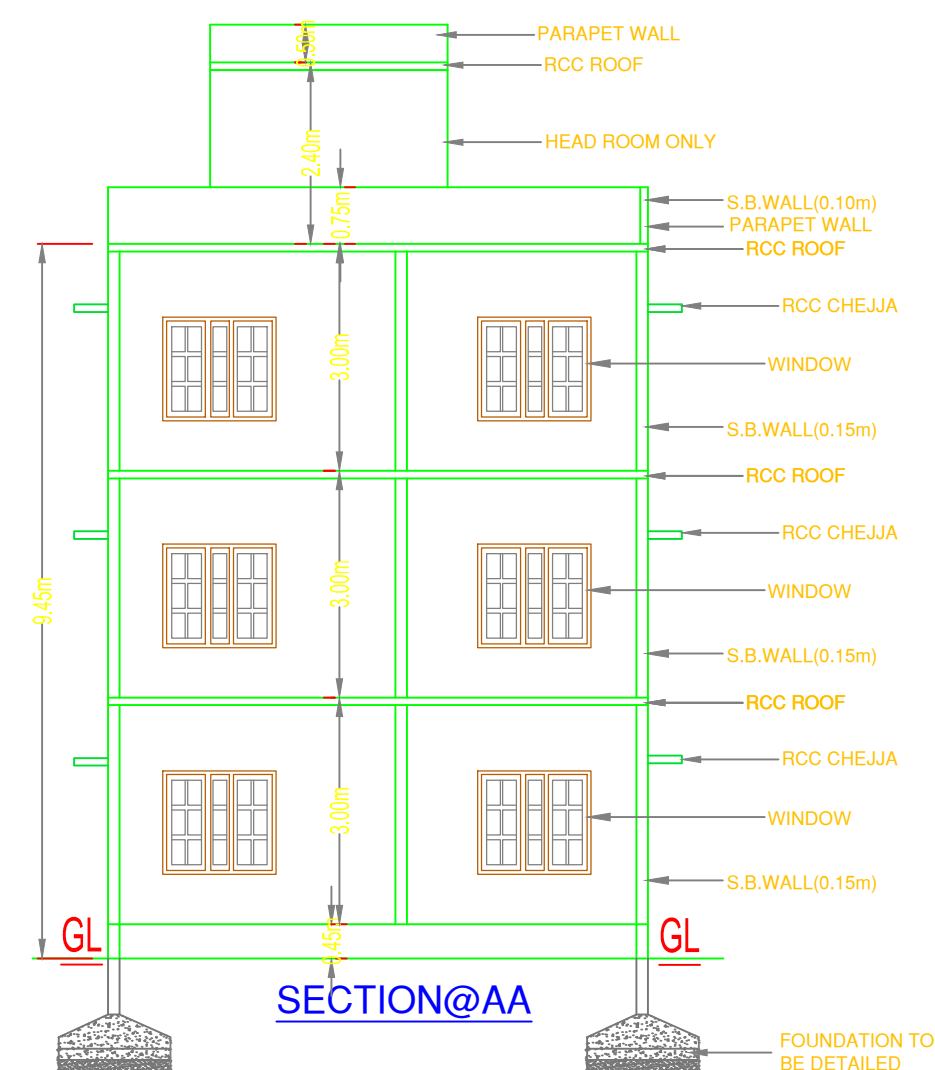 0.50m
PARAPET WALL
RCC ROOF
2.40m
HEAD ROOM ONLY
0.75m
S.B.WALL(0.10m)
PARAPET WALL
RCC ROOF
RCC CHEJJA
3.00m
WINDOW
S.B.WALL(0.15m)
RCC ROOF
RCC CHEJJA
9.45m
3.00m
WINDOW
S.B.WALL(0.15m)
RCC ROOF
RCC CHEJJA
3.00m
WINDOW
S.B.WALL(0.15m)
GL
0.45m
GL
SECTION@AA
FOUNDATION TO
BE DETAILED